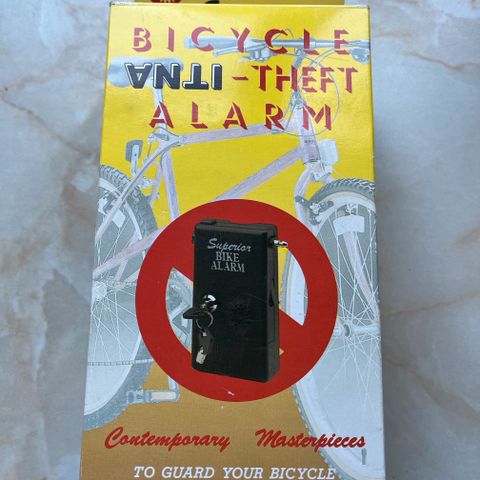 BICYCLE
ANTI-THEFT
ALARM
Superior
BIKE
ALARM
Contemporary Masterpieces
TO GUARD YOUR BICYCLE